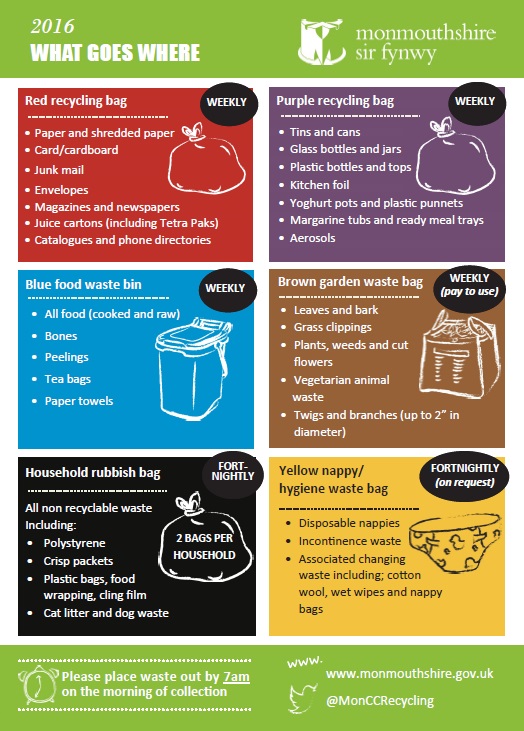 2016
WHAT GOES WHERE
monmouthshire
sir fynwy
Red recycling bag
WEEKLY
• Paper and shredded paper
• Card/cardboard
• Junk mail
• Envelopes
• Magazines and newspapers
• Juice cartons (including Tetra Paks)
• Catalogues and phone directories
Purple recycling bag
WEEKLY
• Tins and cans
• Glass bottles and jars
• Plastic bottles and tops
• Kitchen foil
• Yoghurt pots and plastic punnets
• Margarine tubs and ready meal trays
• Aerosols
Blue food waste bin
WEEKLY
• All food (cooked and raw)
• Bones
• Peelings
• Tea bags
• Paper towels
Brown garden waste bag
WEEKLY
(pay to use)
• Leaves and bark
• Grass clippings
• Plants, weeds and cut
flowers
• Vegetarian animal
waste
• Twigs and branches (up to 2” in
diameter)
Household rubbish bag
FORT-
NIGHTLY
All non recyclable waste
Including:
• Polystyrene
• Crisp packets
• Plastic bags, food
wrapping, cling film
• Cat litter and dog waste
2 BAGS PER
HOUSEHOLD
Yellow nappy/
hygiene waste bag
FORTNIGHTLY
(on request)
• Disposable nappies
• Incontinence waste
• Associated changing
waste including; cotton
wool, wet wipes and nappy
bags
Please place waste out by 7am
on the morning of collection
www.
www.monmouthshire.gov.uk
@MonCCRecycling